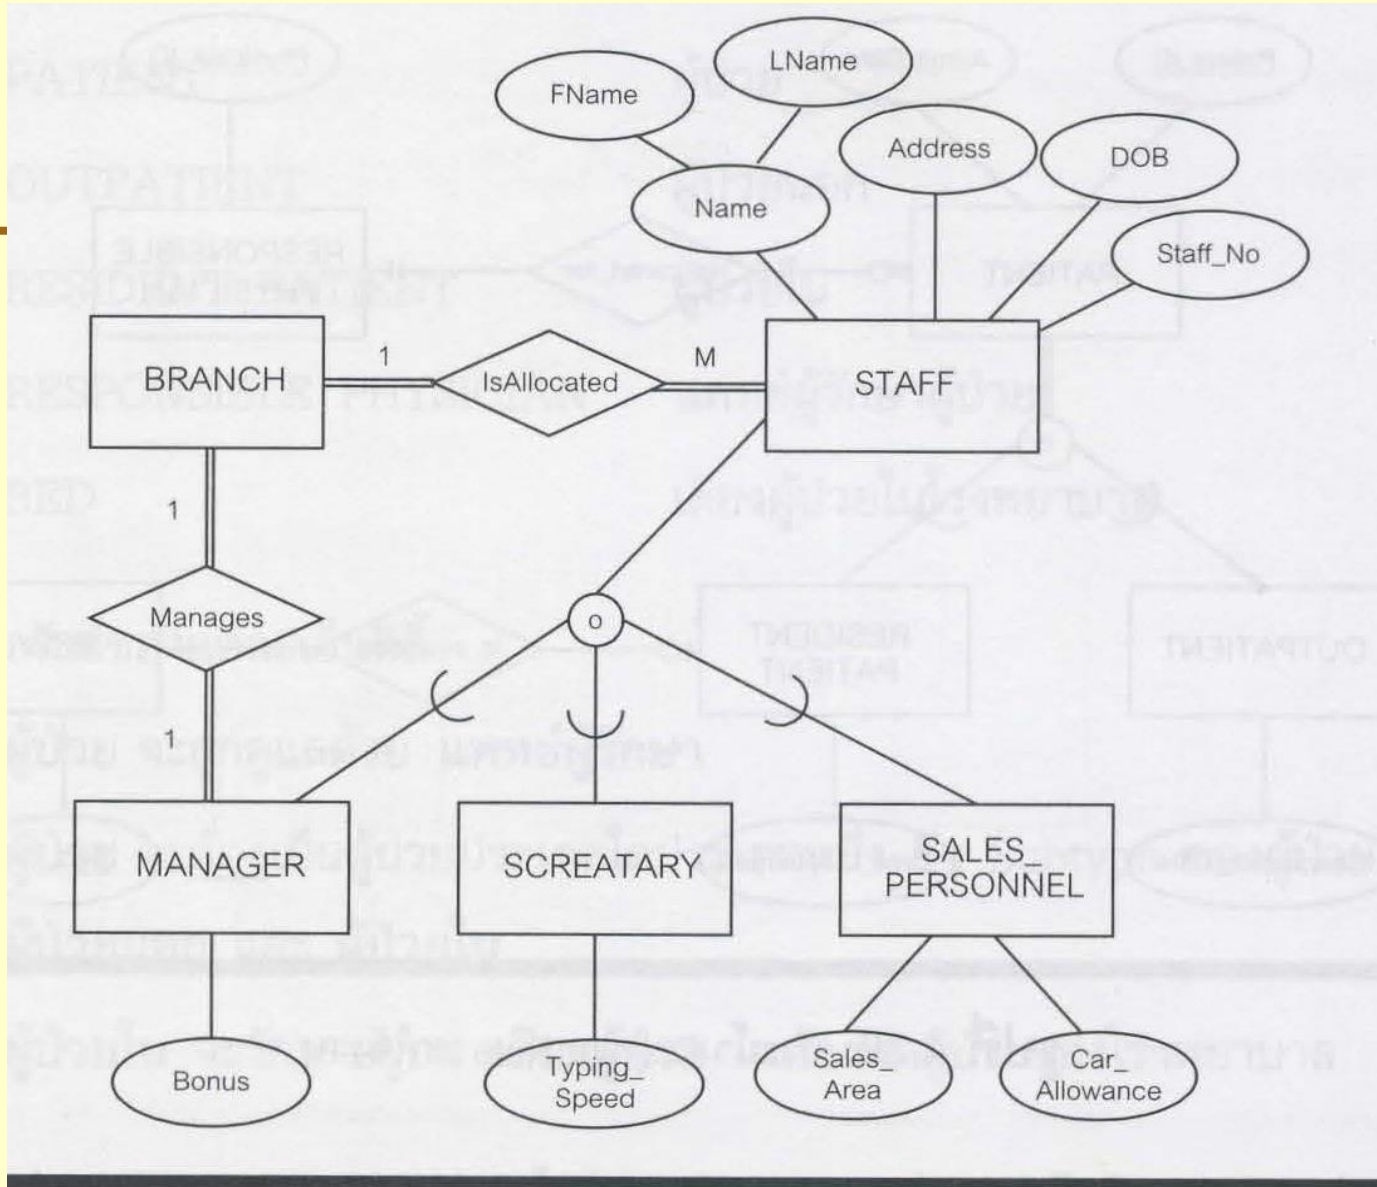 LName
FName
Address
DOB
Name
Staff_No
BRANCH
1
IsAllocated
M
STAFF
1
Manages
o
1
MANAGER
SCREATARY
SALES_
PERSONNEL
Bonus
Typing_
Speed
Sales_
Area
Car_
Allowance